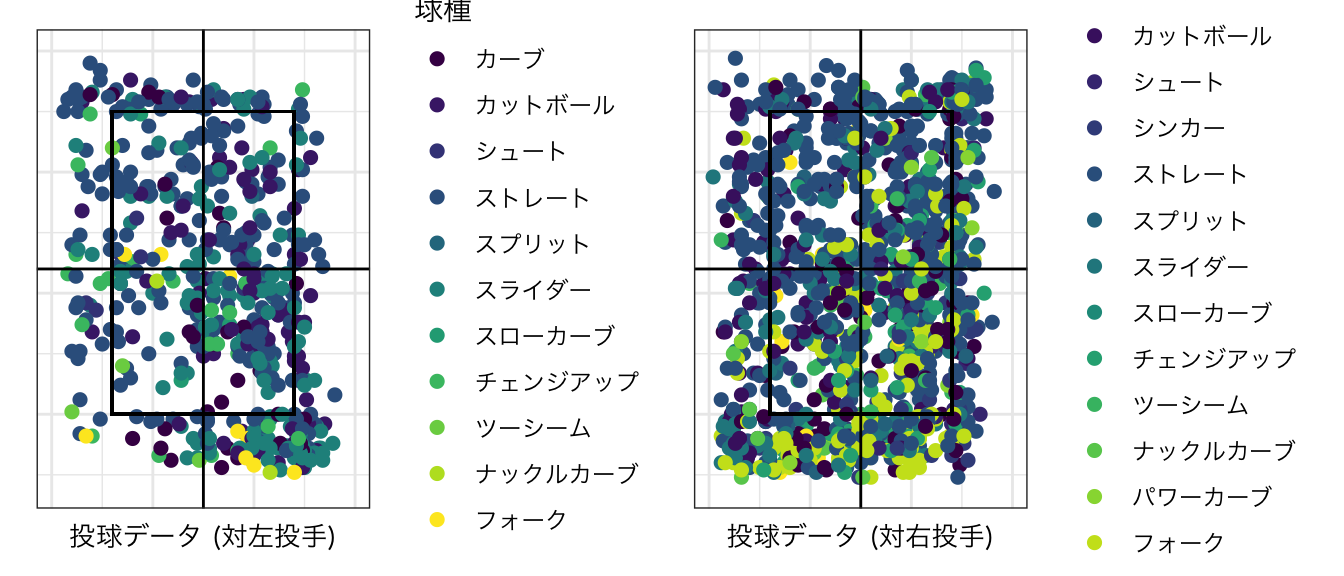 球種
カーブ
カットボール
シュート
ストレート
スプリット
スライダー
スローカーブ
チェンジアップ
ツーシーム
ナックルカーブ
フォーク
投球データ (対左投手)
カットボール
シュート
シンカー
ストレート
スプリット
スライダー
スローカーブ
チェンジアップ
ツーシーム
ナックルカーブ
パワーカーブ
フォーク
投球データ (対右投手)